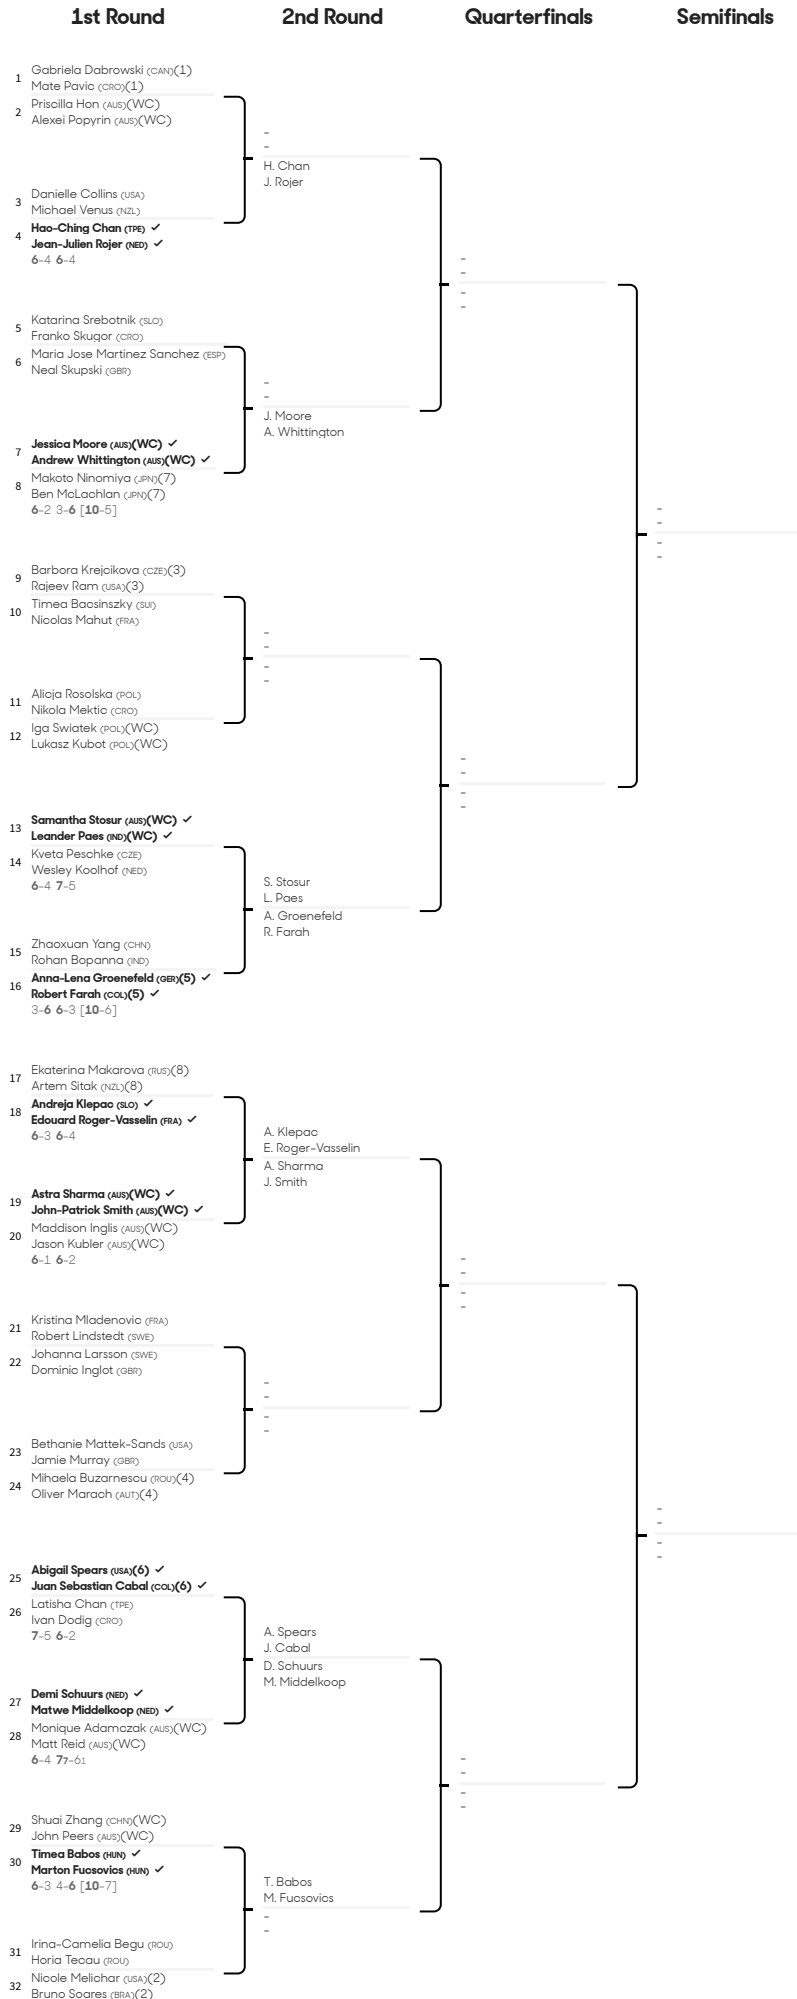 1st Round
2nd Round
Quarterfinals
Semifinals
1
Gabriela Dabrowski (CAN)(1)
Mate Pavic (CRO)(1)
2
Priscilla Hon (AUS)(WC)
Alexei Popyrin (AUS)(WC)
-
-
H. Chan
J. Rojer
3
Danielle Collins (USA)
Michael Venus (NZL)
4
Hao-Ching Chan (TPE) ✓
Jean-Julien Rojer (NED) ✓
6-4 6-4
-
-
-
-
5
Katarina Srebotnik (SLO)
Franko Skugor (CRO)
6
Maria Jose Martinez Sanchez (ESP)
Neal Skupski (GBR)
-
-
J. Moore
A. Whittington
7
Jessica Moore (AUS)(WC) ✓
Andrew Whittington (AUS)(WC) ✓
8
Makoto Ninomiya (JPN)(7)
Ben McLachlan (JPN)(7)
6-2 3-6 [10-5]
-
-
-
-
9
Barbora Krejcikova (CZE)(3)
Rajeev Ram (USA)(3)
10
Timea Bacsinszky (SUI)
Nicolas Mahut (FRA)
-
-
-
-
11
Alicja Rosolska (POL)
Nikola Mektic (CRO)
12
Iga Swiatek (POL)(WC)
Lukasz Kubot (POL)(WC)
-
-
-
-
13
Samantha Stosur (AUS)(WC) ✓
Leander Paes (IND)(WC) ✓
14
Kveta Peschke (CZE)
Wesley Koolhof (NED)
6-4 7-5
S. Stosur
L. Paes
A. Groenefeld
R. Farah
15
Zhaoxuan Yang (CHN)
Rohan Bopanna (IND)
16
Anna-Lena Groenefeld (GER)(5) ✓
Robert Farah (COL)(5) ✓
3-6 6-3 [10-6]
17
Ekaterina Makarova (RUS)(8)
Artem Sitak (NZL)(8)
18
Andreja Klepac (SLO) ✓
Edouard Roger-Vasselin (FRA) ✓
6-3 6-4
A. Klepac
E. Roger-Vasselin
A. Sharma
J. Smith
19
Astra Sharma (AUS)(WC) ✓
John-Patrick Smith (AUS)(WC) ✓
20
Maddison Inglis (AUS)(WC)
Jason Kubler (AUS)(WC)
6-1 6-2
-
-
-
-
21
Kristina Mladenovic (FRA)
Robert Lindstedt (SWE)
22
Johanna Larsson (SWE)
Dominic Inglot (GBR)
-
-
-
-
23
Bethanie Mattek-Sands (USA)
Jamie Murray (GBR)
24
Mihaela Buzarnescu (ROU)(4)
Oliver Marach (AUT)(4)
-
-
-
-
25
Abigail Spears (USA)(6) ✓
Juan Sebastian Cabal (COL)(6) ✓
26
Latisha Chan (TPE)
Ivan Dodig (CRO)
7-5 6-2
A. Spears
J. Cabal
D. Schuurs
M. Middelkoop
27
Demi Schuurs (NED) ✓
Matwe Middelkoop (NED) ✓
28
Monique Adamczak (AUS)(WC)
Matt Reid (AUS)(WC)
6-4 77-61
-
-
-
-
29
Shuai Zhang (CHN)(WC)
John Peers (AUS)(WC)
30
Timea Babos (HUN) ✓
Marton Fucsovics (HUN) ✓
6-3 4-6 [10-7]
T. Babos
M. Fucsovics
-
-
31
Irina-Camelia Begu (ROU)
Horia Tecau (ROU)
32
Nicole Melichar (USA)(2)
Bruno Soares (BRA)(2)